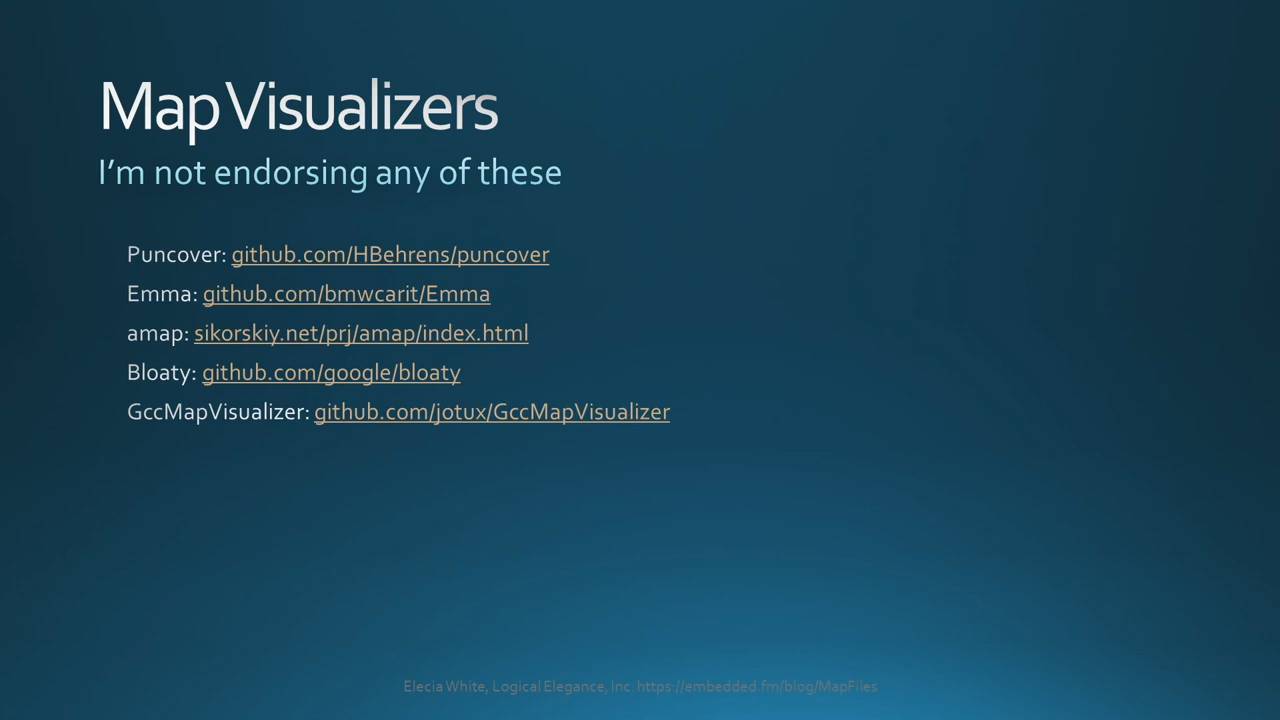 Map Visualizers
I'm not endorsing any of these
Puncover: github.com/HBehrens/puncover
Emma: github.com/bmwcarit/Emma
amap: sikorskiy.net/prj/amap/index.html
Bloaty: github.com/google/bloaty
GccMapVisualizer: github.com/jotux/GccMapVisualizer
Elecia White, Logical Elegance, Inc. https://embedded.fm/blog/MapFiles